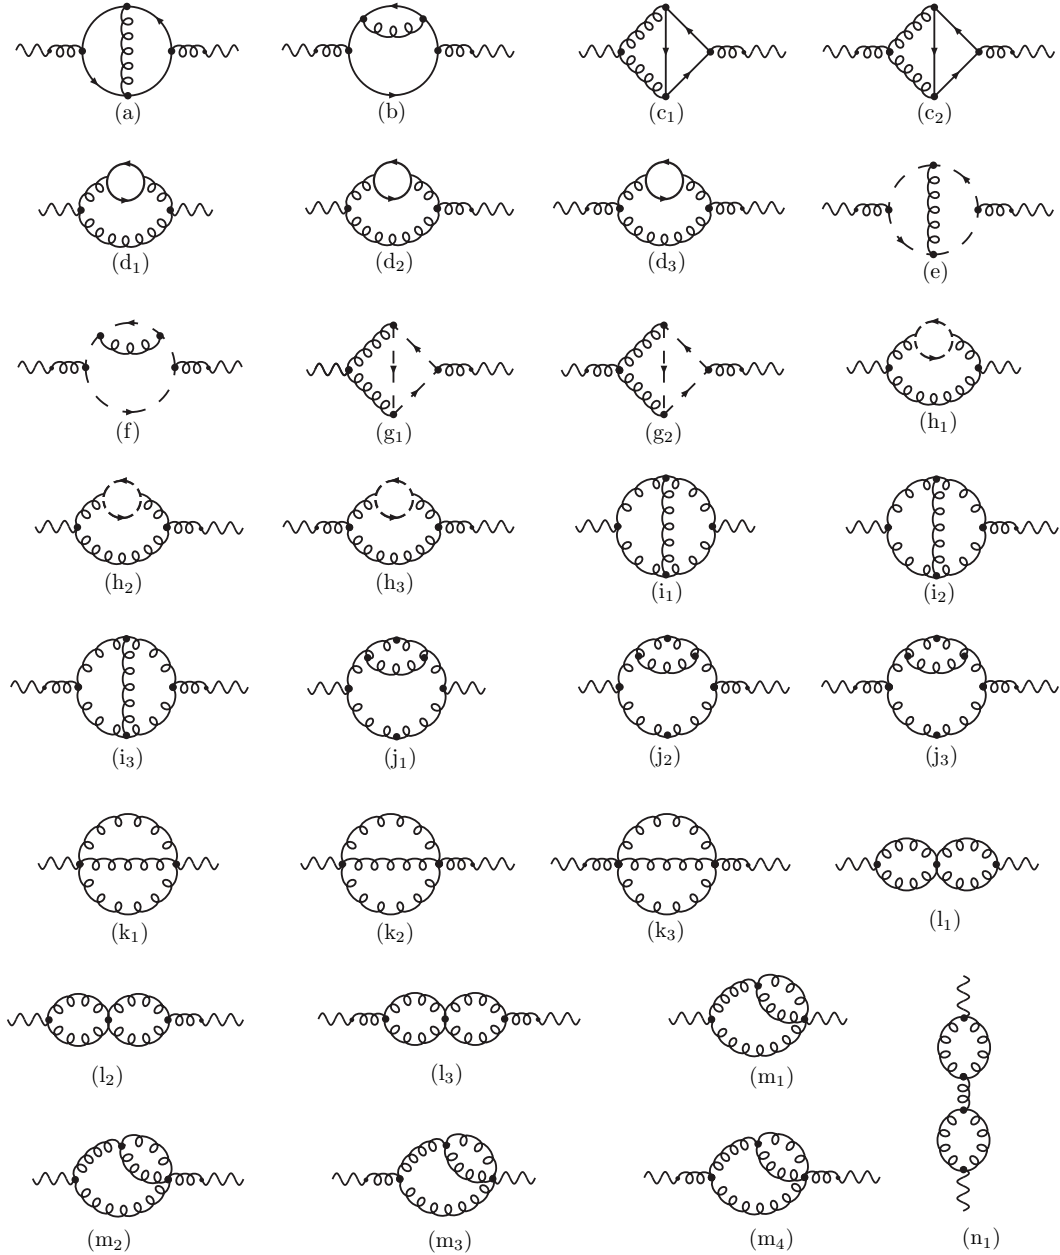 (a) (b) (c₁) (c₂)
(d₁) (d₂) (d₃) (e)
(f) (g₁) (g₂) (h₁)
(h₂) (h₃) (i₁) (i₂)
(i₃) (j₁) (j₂) (j₃)
(k₁) (k₂) (k₃) (l₁)
(l₂) (l₃) (m₁)
(m₂) (m₃) (m₄) (n₁)